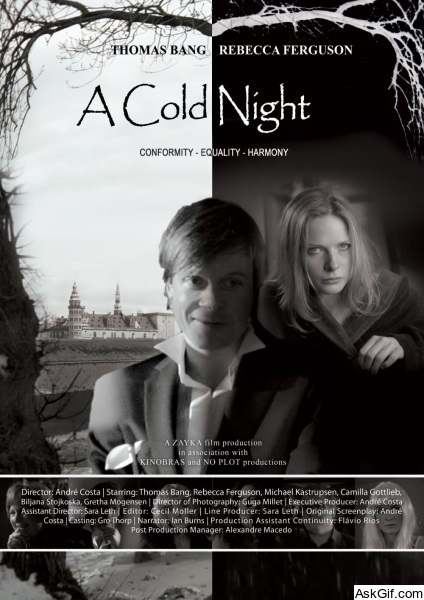 THOMAS BANG REBECCA FERGUSON
A COLD NIGHT
CONFORMITY - EQUALITY - HARMONY
A ZAYKA film production
in association with
KINOBRAS and NO PLOT productions
Director: André Costa | Starring: Thomas Bang, Rebecca Ferguson, Michael Kastrupsen, Camilla Gottlieb,
Biljana Stojkoska, Gretha Mogensen | Director of Photography: Guga Millet | Executive Producer: André Costa
Assistant Director: Sara Leth | Editor: Cecil Møller | Line Producer: Sara Leth | Original Screenplay: André
Costa | Casting: Gro Thorp | Narrator: Ian Burns | Production Assistant Continuity: Flávio Rios
Post Production Manager: Alexandre Macedo
AskGif.com